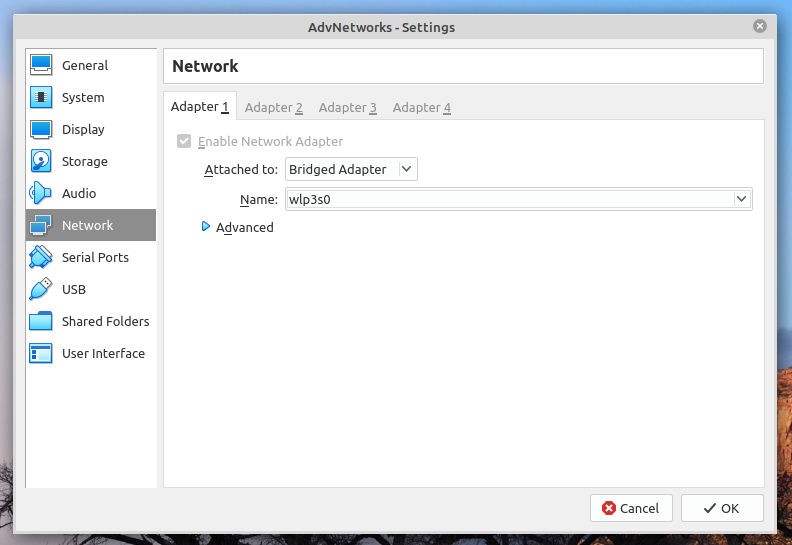 AdvNetworks - Settings
General
System
Display
Storage
Audio
Network
Serial Ports
USB
Shared Folders
User Interface
Network
Adapter 1 Adapter 2 Adapter 3 Adapter 4
Enable Network Adapter
Attached to: Bridged Adapter
Name: wlp3s0
Advanced
Cancel OK